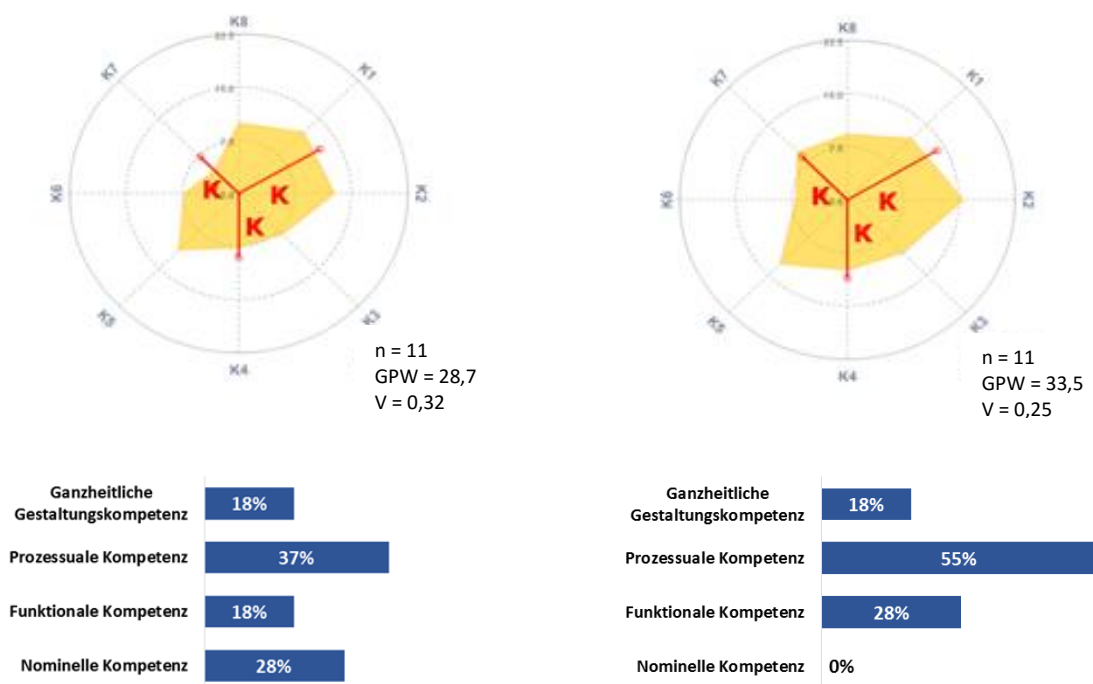 K8
K7
K1
K
K
K6
K2
K
K5
K3
K4
n = 11
GPW = 28,7
V = 0,32
K8
K7
K1
K
K
K6
K2
K
K5
K3
K4
n = 11
GPW = 33,5
V = 0,25
Ganzheitliche
Gestaltungskompetenz
18%
Prozessuale Kompetenz
37%
Funktionale Kompetenz
18%
Nominelle Kompetenz
28%
Ganzheitliche
Gestaltungskompetenz
18%
Prozessuale Kompetenz
55%
Funktionale Kompetenz
28%
Nominelle Kompetenz
0%